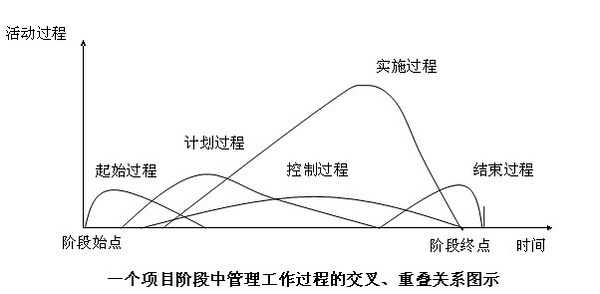 活动过程
实施过程
计划过程
起始过程
控制过程
结束过程
阶段始点
阶段终点
时间
一个项目阶段中管理工作过程的交叉、重叠关系图示